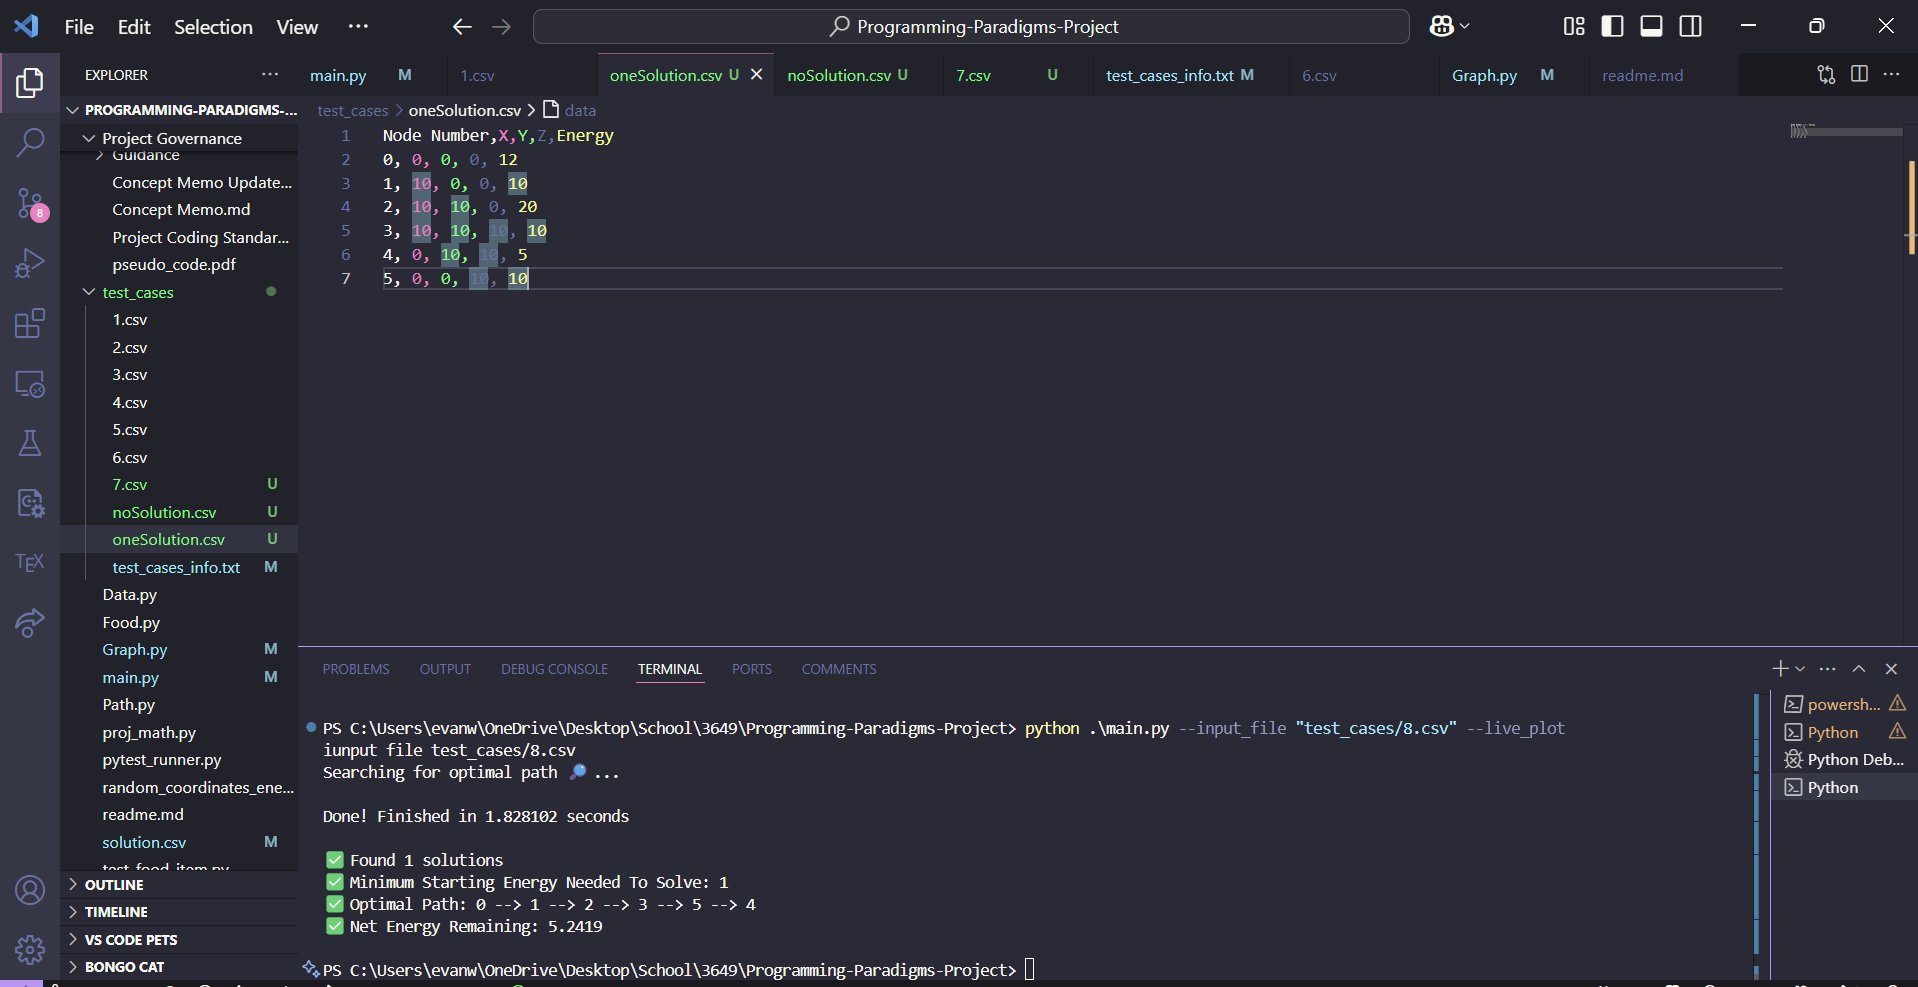 File Edit Selection View ···
Programming-Paradigms-Project
EXPLORER ···
main.py M
1.csv
oneSolution.csv U
noSolution.csv U
7.csv U
test_cases_info.txt M
6.csv
Graph.py M
readme.md
PROGRAMMING-PARADIGMS-...
Project Governance
Guidance
Concept Memo Update...
Concept Memo.md
Project Coding Standar...
pseudo_code.pdf
test_cases
1.csv
2.csv
3.csv
4.csv
5.csv
6.csv
7.csv U
noSolution.csv U
oneSolution.csv U
test_cases_info.txt M
Data.py
Food.py
Graph.py M
main.py M
Path.py
proj_math.py
pytest_runner.py
random_coordinates_ene...
readme.md
solution.csv M
test_food_item.py
OUTLINE
TIMELINE
VS CODE PETS
BONGO CAT
8
TEX
test_cases > oneSolution.csv > data
1 Node Number,X,Y,Z,Energy
2 0, 0, 0, 0, 12
3 1, 10, 0, 0, 10
4 2, 10, 10, 0, 20
5 3, 10, 10, 10, 10
6 4, 0, 10, 10, 5
7 5, 0, 0, 10, 10
PROBLEMS OUTPUT DEBUG CONSOLE TERMINAL PORTS COMMENTS
PS C:\Users\evanw\OneDrive\Desktop\School\3649\Programming-Paradigms-Project> python .\main.py --input_file "test_cases/8.csv" --live_plot
iunput file test_cases/8.csv
Searching for optimal path 🔎 ...
Done! Finished in 1.828102 seconds
✅ Found 1 solutions
✅ Minimum Starting Energy Needed To Solve: 1
✅ Optimal Path: 0 --> 1 --> 2 --> 3 --> 5 --> 4
✅ Net Energy Remaining: 5.2419
PS C:\Users\evanw\OneDrive\Desktop\School\3649\Programming-Paradigms-Project>
powersh...
Python
Python Deb...
Python